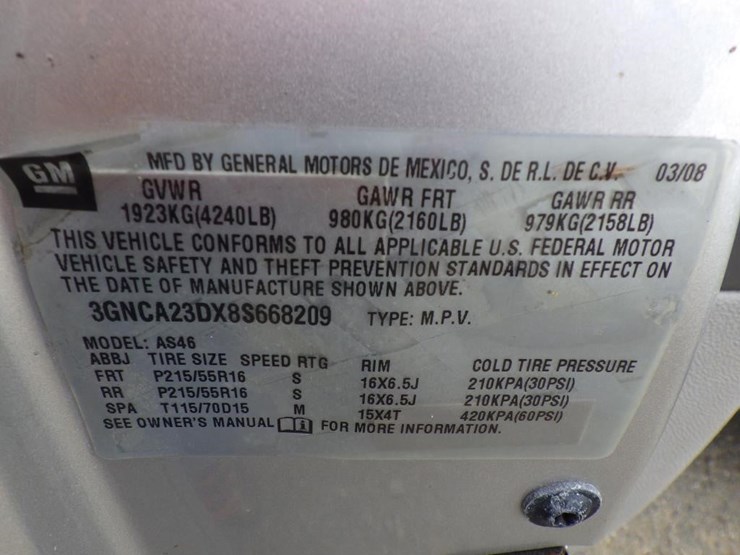 GM
MFD BY GENERAL MOTORS DE MEXICO, S. DE R.L. DE C.V. 03/08
GVWR GAWR FRT GAWR RR
1923KG(4240LB) 980KG(2160LB) 979KG(2158LB)
THIS VEHICLE CONFORMS TO ALL APPLICABLE U.S. FEDERAL MOTOR
VEHICLE SAFETY AND THEFT PREVENTION STANDARDS IN EFFECT ON
THE DATE OF MANUFACTURE SHOWN ABOVE.
3GNCA23DX8S668209 TYPE: M.P.V.
MODEL: AS46
ABBJ TIRE SIZE SPEED RTG RIM COLD TIRE PRESSURE
FRT P215/55R16 S 16X6.5J 210KPA(30PSI)
RR P215/55R16 S 16X6.5J 210KPA(30PSI)
SPA T115/70D15 M 15X4T 420KPA(60PSI)
SEE OWNER'S MANUAL FOR MORE INFORMATION.